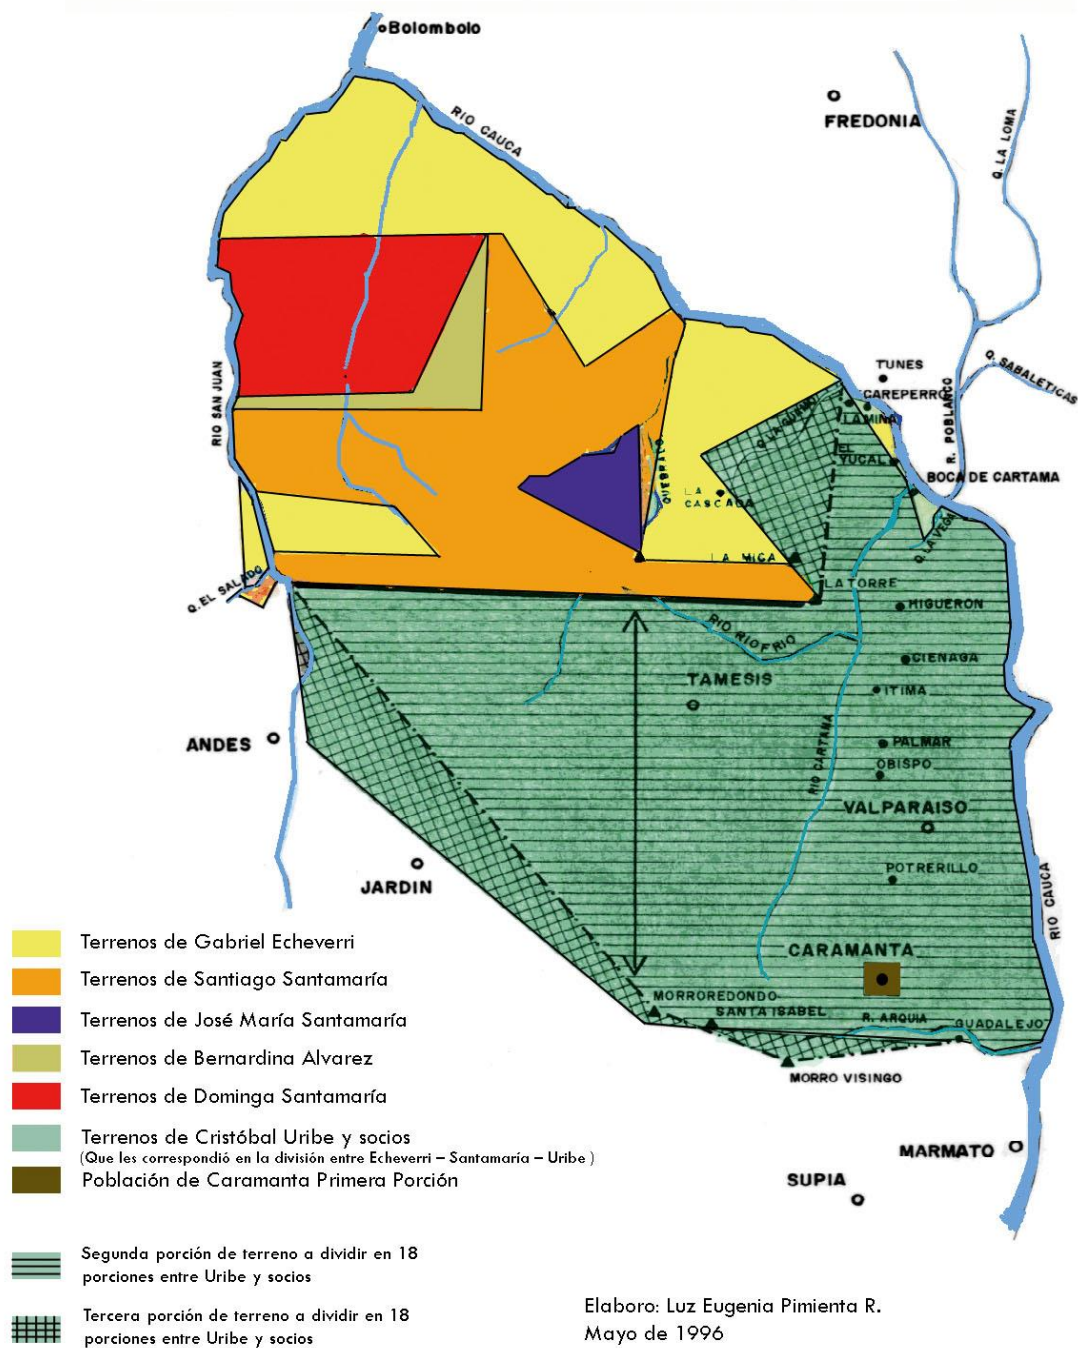 Bolombolo
RIO CAUCA
FREDONIA
Q. LA LOMA
RIO SAN JUAN
TUNES
Q. SABALETICAS
CAREPERRO
LA MINA
R. POBLANCO
EL
YUCAL
BOCA DE CARTAMA
LA
CASCADA
Q. LA VEGA
LA MICA
LA TORRE
Q. EL SALADO
HIGUERON
RIO RIOFRIO
CIENAGA
TAMESIS
ITIMA
ANDES
RIO CARTAMA
PALMAR
OBISPO
VALPARAISO
JARDIN
POTRERILLO
RIO CAUCA
CARAMANTA
MORROREDONDO
SANTA ISABEL
R. ARQUIA
GUADALEJO
MORRO VISINGO
MARMATO
SUPIA
Terrenos de Gabriel Echeverri
Terrenos de Santiago Santamaría
Terrenos de José María Santamaría
Terrenos de Bernardina Alvarez
Terrenos de Dominga Santamaría
Terrenos de Cristóbal Uribe y socios
(Que les correspondió en la división entre Echeverri – Santamaría – Uribe )
Población de Caramanta Primera Porción
Segunda porción de terreno a dividir en 18
porciones entre Uribe y socios
Tercera porción de terreno a dividir en 18
porciones entre Uribe y socios
Elaboro: Luz Eugenia Pimienta R.
Mayo de 1996